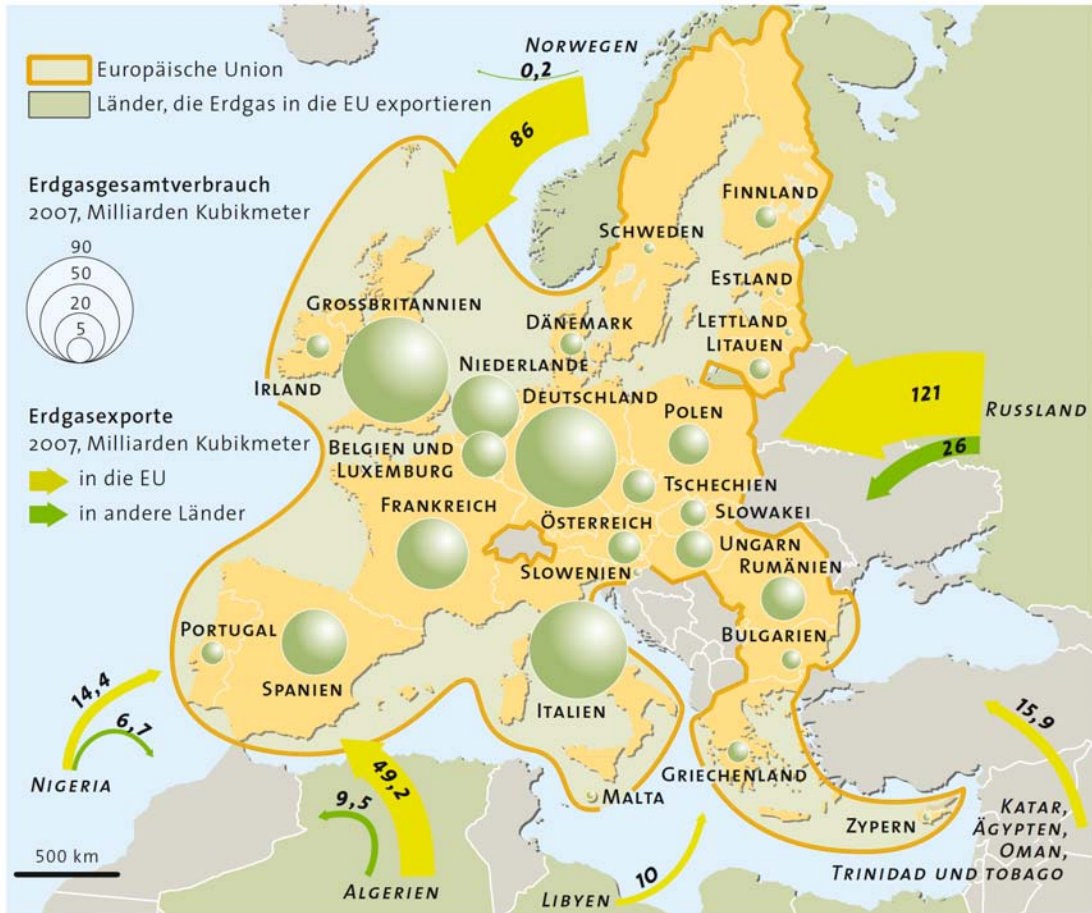 NORWEGEN
0,2
Europäische Union
Länder, die Erdgas in die EU exportieren
86
Erdgasgesamtverbrauch
2007, Milliarden Kubikmeter
90
50
20
5
FINNLAND
SCHWEDEN
ESTLAND
GROSSBRITANNIEN
DÄNEMARK
LETTLAND
LITAUEN
NIEDERLANDE
IRLAND
DEUTSCHLAND
POLEN
121
RUSSLAND
Erdgasexporte
2007, Milliarden Kubikmeter
in die EU
in andere Länder
BELGIEN UND
LUXEMBURG
26
TSCHECHIEN
FRANKREICH
SLOWAKEI
ÖSTERREICH
UNGARN
SLOWENIEN
RUMÄNIEN
PORTUGAL
BULGARIEN
SPANIEN
ITALIEN
14,4
6,7
15,9
NIGERIA
49,2
9,5
GRIECHENLAND
MALTA
ZYPERN
KATAR,
ÄGYPTEN,
OMAN,
TRINIDAD UND TOBAGO
500 km
ALGERIEN
LIBYEN
10